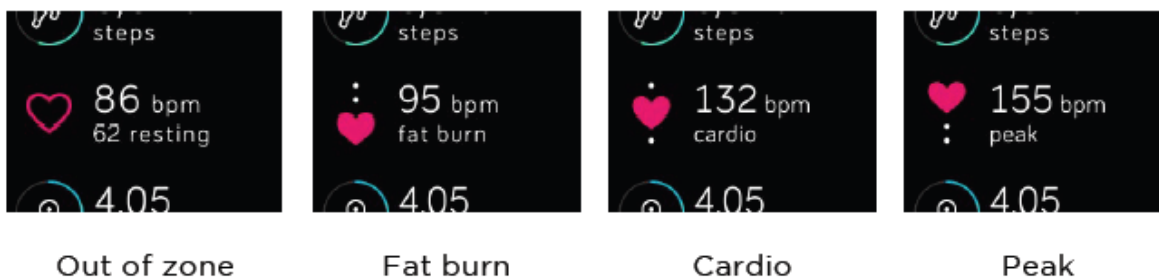 steps
86 bpm
62 resting
4.05
Out of zone
steps
95 bpm
fat burn
4.05
Fat burn
steps
132 bpm
cardio
4.05
Cardio
steps
155 bpm
peak
4.05
Peak